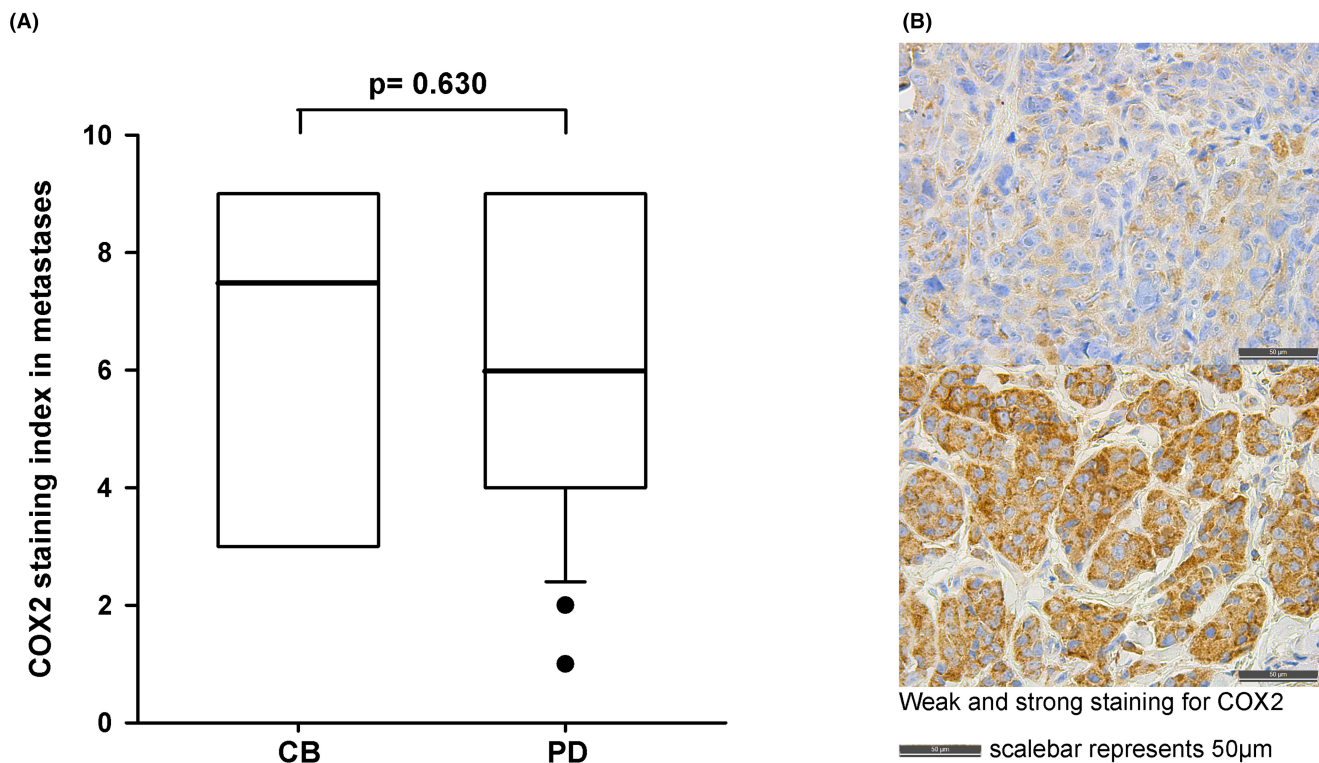 (A)
p= 0.630
COX2 staining index in metastases
10
8
6
4
2
0
CB
PD
(B)
50 µm
50 µm
Weak and strong staining for COX2
50 µm scalebar represents 50µm